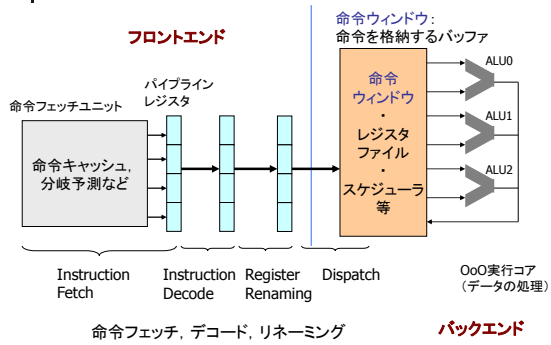 フロントエンド
命令ウィンドウ：
命令を格納するバッファ
パイプライン
レジスタ
命令フェッチユニット
命令キャッシュ，
分岐予測など
命令
ウィンドウ
・
レジスタ
ファイル
・
スケジューラ
等
ALU0
ALU1
ALU2
Instruction
Fetch
Instruction
Decode
Register
Renaming
Dispatch
OoO実行コア
（データの処理）
命令フェッチ，デコード，リネーミング
バックエンド